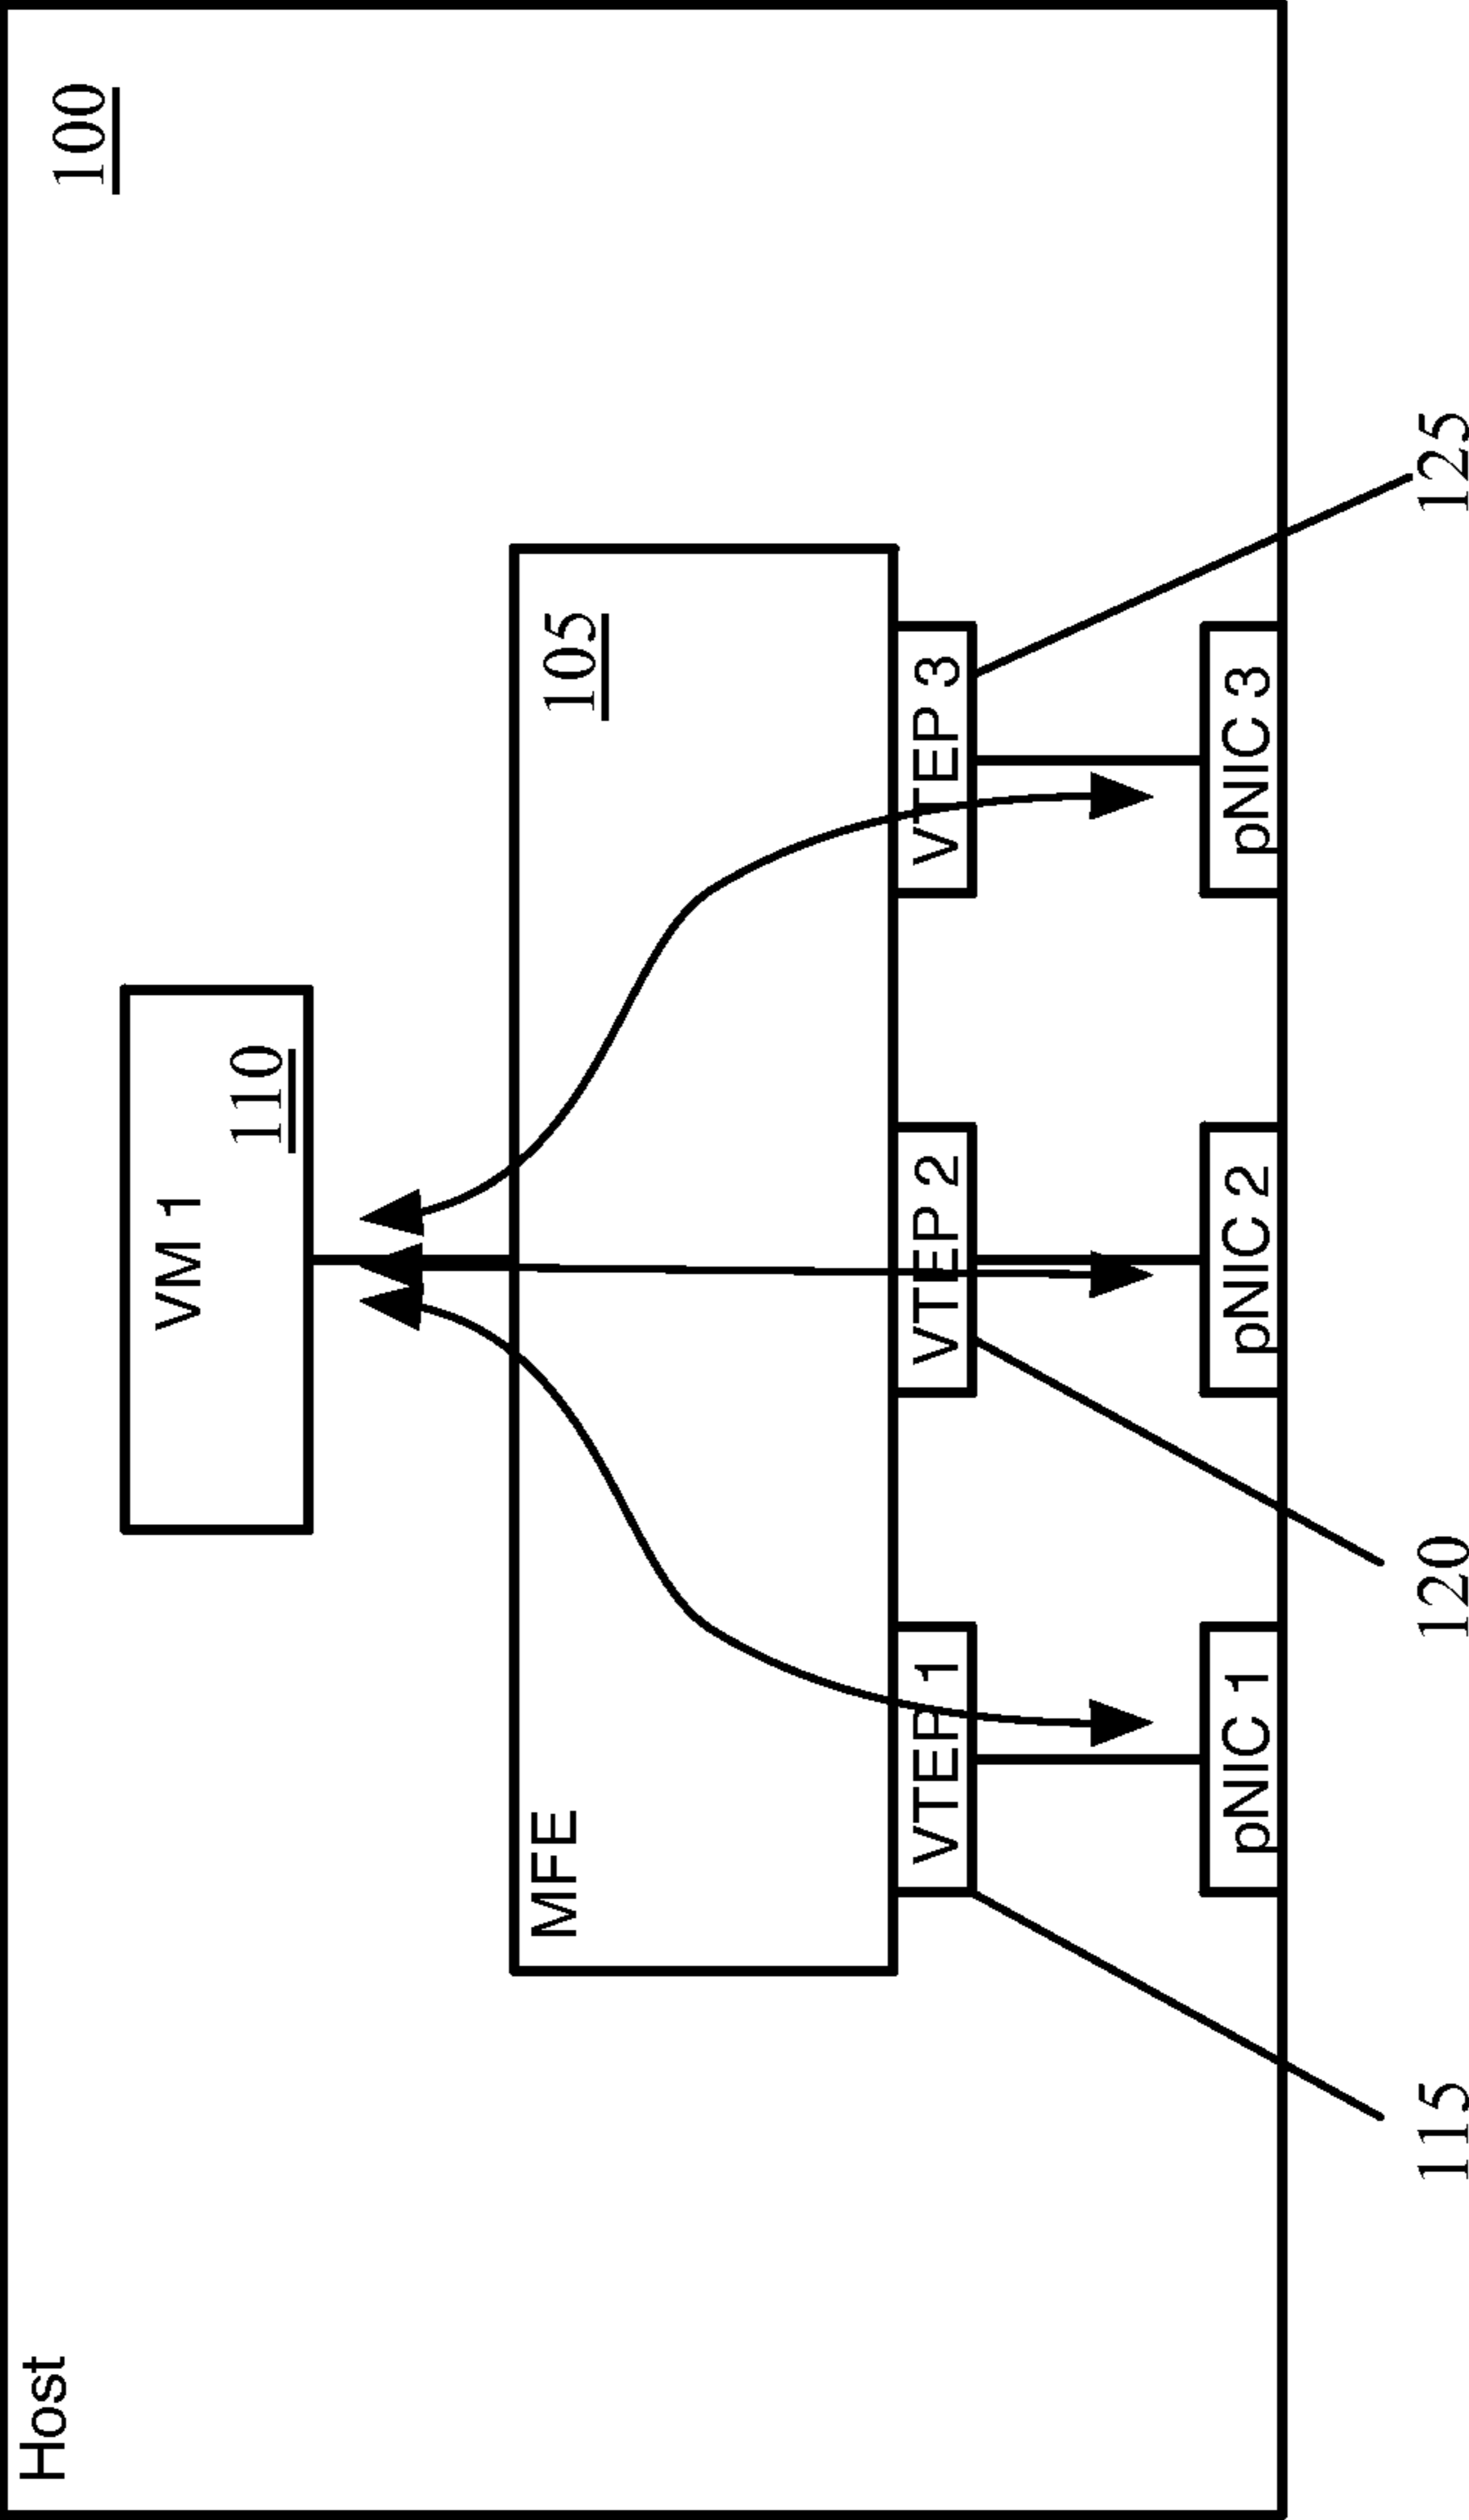 Host
100
VM 1
110
MFE
105
VTEP 1
VTEP 2
VTEP 3
pNIC 1
pNIC 2
pNIC 3
115
120
125